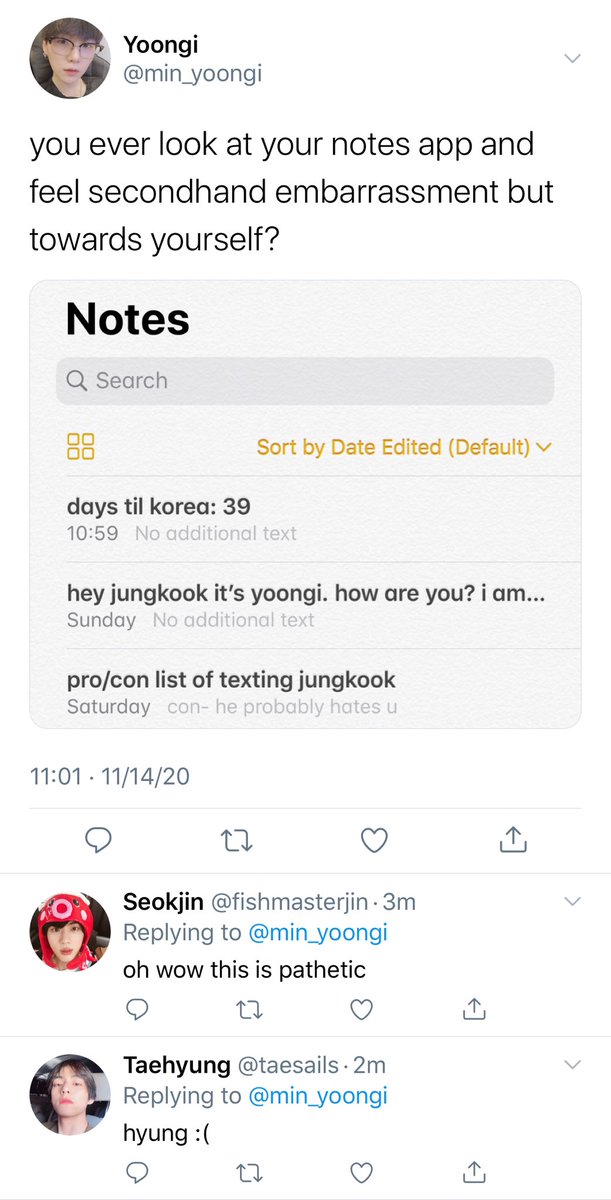 Yoongi
@min_yoongi
you ever look at your notes app and
feel secondhand embarrassment but
towards yourself?
Notes
Search
Sort by Date Edited (Default)
days til korea: 39
10:59 No additional text
hey jungkook it's yoongi. how are you? i am...
Sunday No additional text
pro/con list of texting jungkook
Saturday con- he probably hates u
11:01 · 11/14/20
Seokjin @fishmasterjin · 3m
Replying to @min_yoongi
oh wow this is pathetic
Taehyung @taesails · 2m
Replying to @min_yoongi
hyung :(